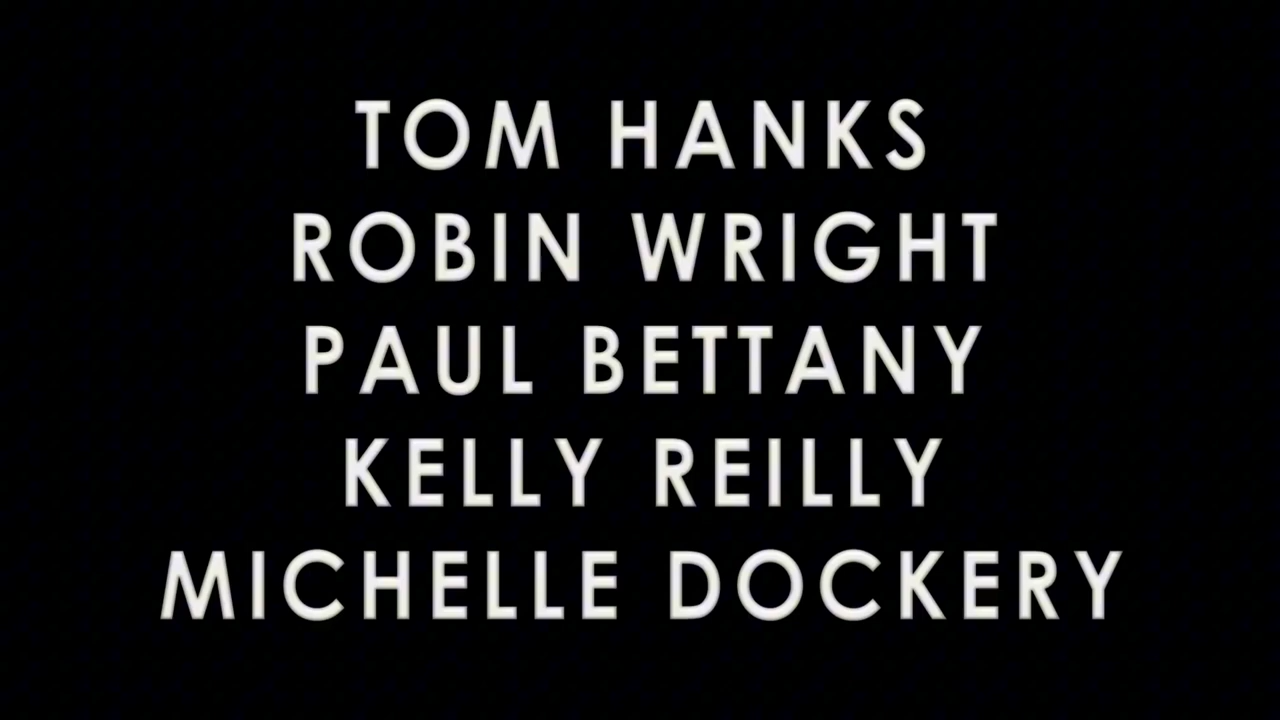 TOM HANKS
ROBIN WRIGHT
PAUL BETTANY
KELLY REILLY
MICHELLE DOCKERY